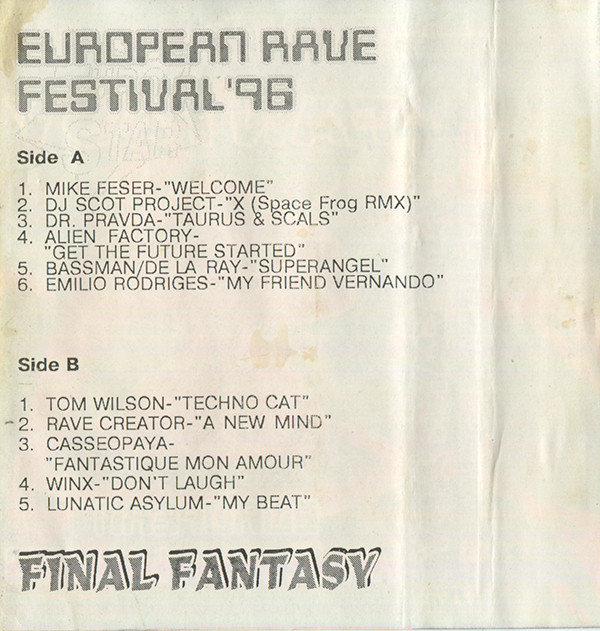 EUROPEAN RAVE
FESTIVAL'96
STAR
Side A
1. MIKE FESER-"WELCOME"
2. DJ SCOT PROJECT-"X (Space Frog RMX)"
3. DR. PRAVDA-"TAURUS & SCALS"
4. ALIEN FACTORY-
"GET THE FUTURE STARTED"
5. BASSMAN/DE LA RAY-"SUPERANGEL"
6. EMILIO RODRIGES-"MY FRIEND VERNANDO"
Side B
1. TOM WILSON-"TECHNO CAT"
2. RAVE CREATOR-"A NEW MIND"
3. CASSEOPAYA-
"FANTASTIQUE MON AMOUR"
4. WINX-"DON'T LAUGH"
5. LUNATIC ASYLUM-"MY BEAT"
FINAL FANTASY